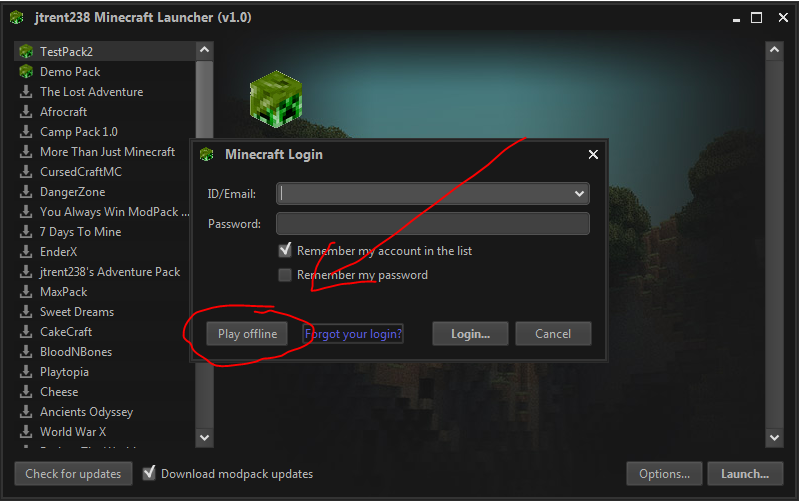 jtrent238 Minecraft Launcher (v1.0)
TestPack2
Demo Pack
The Lost Adventure
Afrocraft
Camp Pack 1.0
More Than Just Minecraft
CursedCraftMC
DangerZone
You Always Win ModPack ...
7 Days To Mine
EnderX
jtrent238's Adventure Pack
MaxPack
Sweet Dreams
CakeCraft
BloodNBones
Playtopia
Cheese
Ancients Odyssey
World War X
Minecraft Login
ID/Email:
Password:
Remember my account in the list
Remember my password
Play offline
Forgot your login?
Login...
Cancel
Check for updates
Download modpack updates
Options...
Launch...